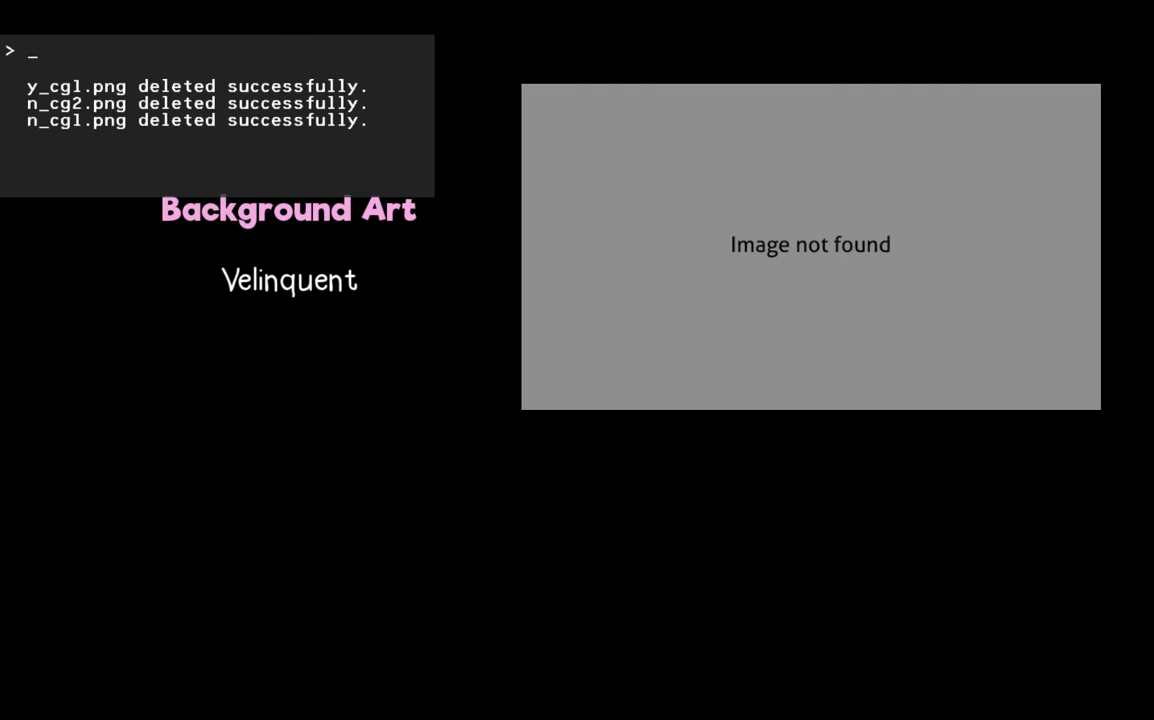 > _
y_cg1.png deleted successfully.
n_cg2.png deleted successfully.
n_cg1.png deleted successfully.
Background Art
Velinquent
Image not found